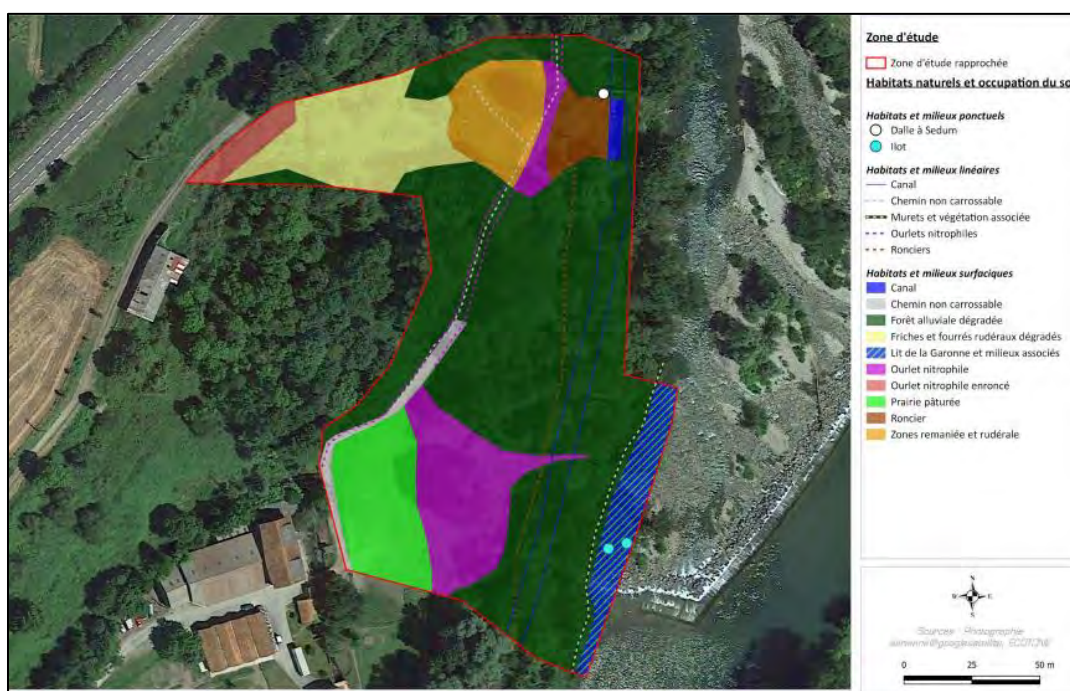 Zone d'étude
Zone d'étude rapprochée
Habitats naturels et occupation du so
Habitats et milieux ponctuels
Dalle à Sedum
Ilot
Habitats et milieux linéaires
Canal
Chemin non carrossable
Murets et végétation associée
Ourlets nitrophiles
Ronciers
Habitats et milieux surfaciques
Canal
Chemin non carrossable
Forêt alluviale dégradée
Friches et fourrés rudéraux dégradés
Lit de la Garonne et milieux associés
Ourlet nitrophile
Ourlet nitrophile enroncé
Prairie pâturée
Roncier
Zones remaniée et rudérale
N
E
S
Sources : Photographie
ECOTONE
0 25 50 m